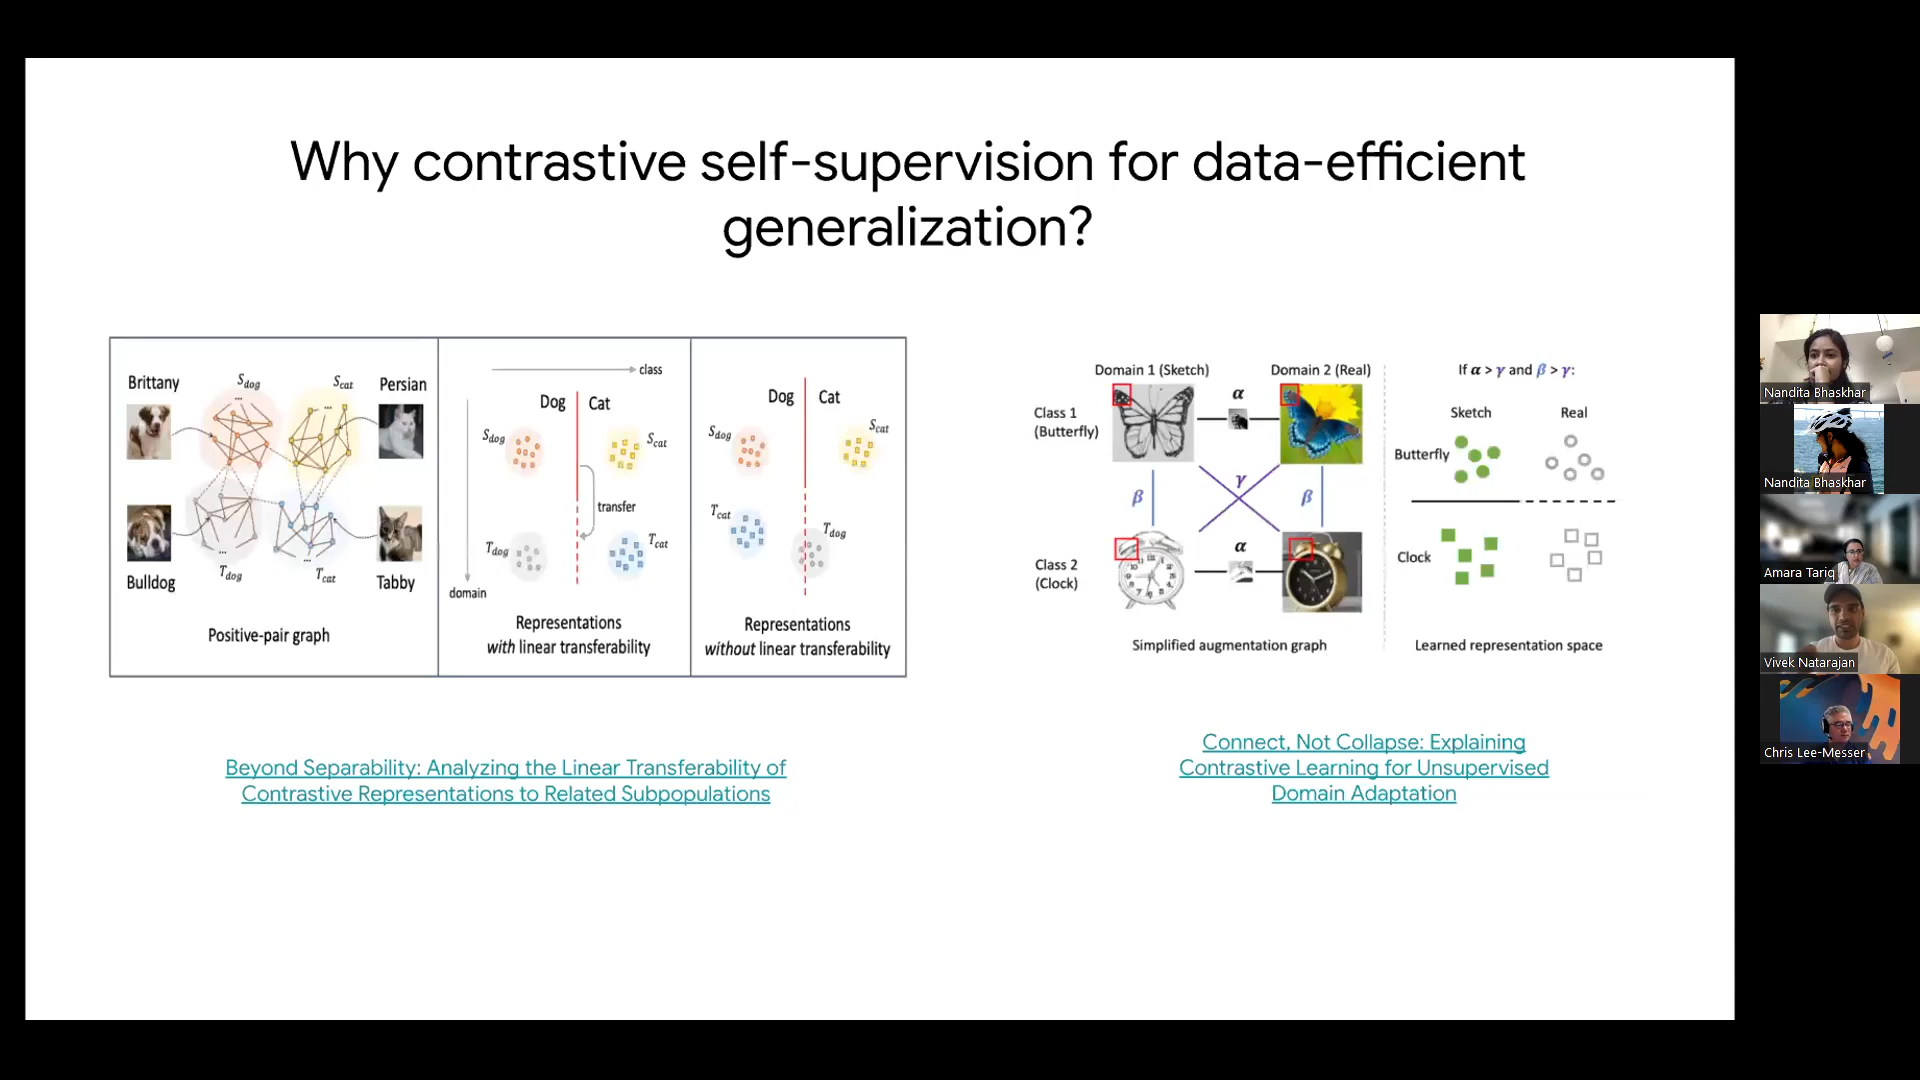 Why contrastive self-supervision for data-efficient
generalization?
Brittany
S_dog
S_cat
Persian
Bulldog
T_dog
T_cat
Tabby
...
...
...
...
Positive-pair graph
class
Dog
Cat
S_dog
S_cat
transfer
T_dog
T_cat
domain
Representations
with linear transferability
Dog
Cat
S_dog
S_cat
T_cat
T_dog
Representations
without linear transferability
Domain 1 (Sketch)
Domain 2 (Real)
Class 1
(Butterfly)
α
β
γ
β
Class 2
(Clock)
α
Simplified augmentation graph
If α > γ and β > γ:
Sketch
Real
Butterfly
Clock
Learned representation space
Beyond Separability: Analyzing the Linear Transferability of
Contrastive Representations to Related Subpopulations
Connect, Not Collapse: Explaining
Contrastive Learning for Unsupervised
Domain Adaptation
Nandita Bhaskhar
Nandita Bhaskhar
Amara Tariq
Vivek Natarajan
Chris Lee-Messer